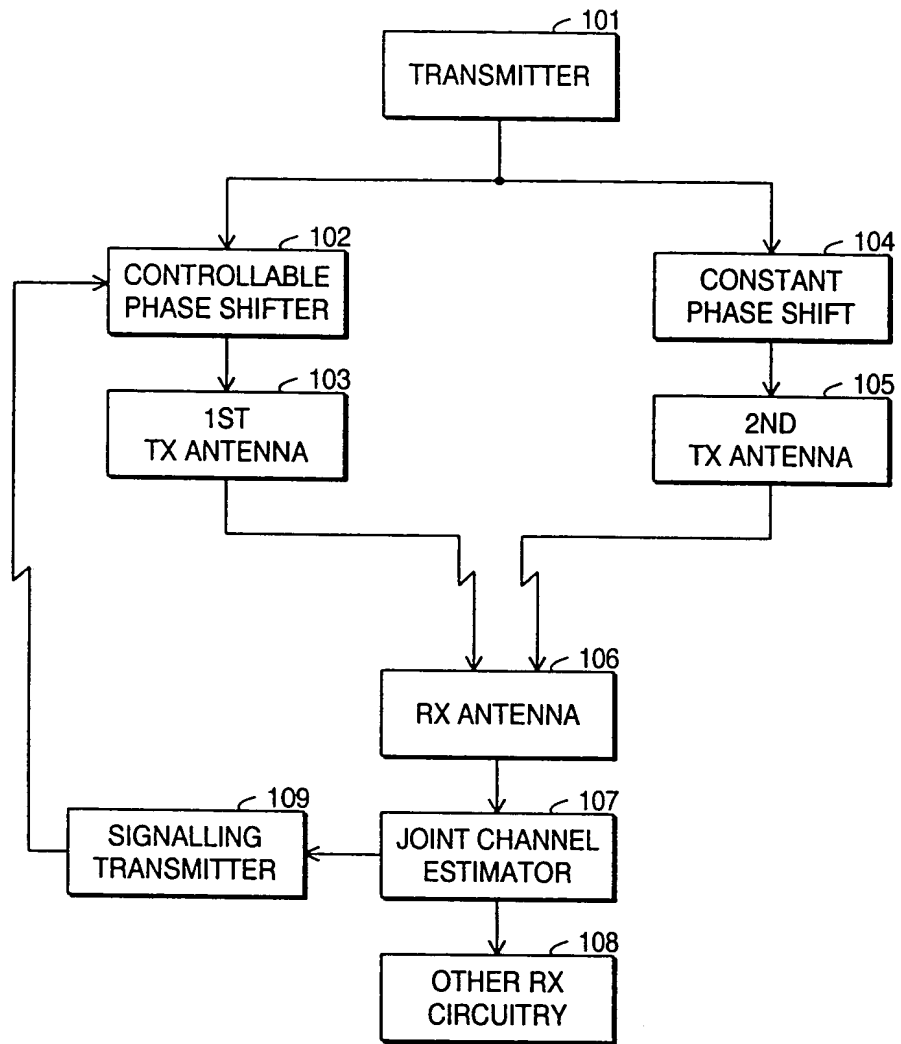 101
TRANSMITTER
102
CONTROLLABLE
PHASE SHIFTER
104
CONSTANT
PHASE SHIFT
103
1ST
TX ANTENNA
105
2ND
TX ANTENNA
106
RX ANTENNA
109
SIGNALLING
TRANSMITTER
107
JOINT CHANNEL
ESTIMATOR
108
OTHER RX
CIRCUITRY